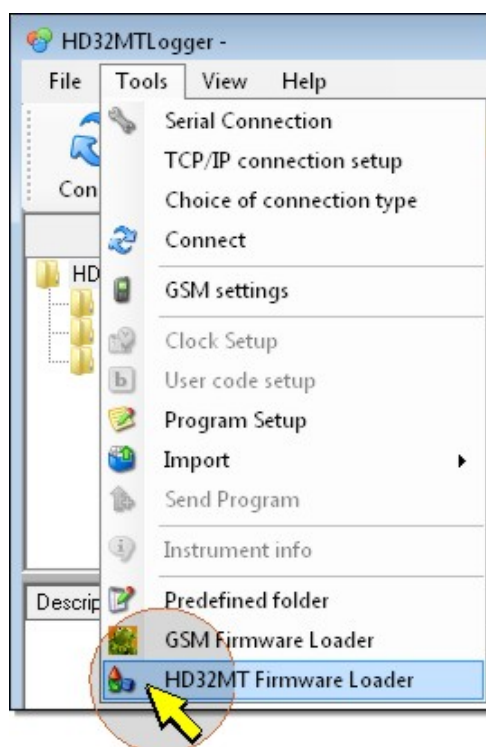 HD32MTLogger -
File Tools View Help
Serial Connection
TCP/IP connection setup
Con
Choice of connection type
Connect
HD
GSM settings
Clock Setup
b User code setup
Program Setup
Import
Send Program
i Instrument info
Descrip
Predefined folder
GSM Firmware Loader
HD32MT Firmware Loader